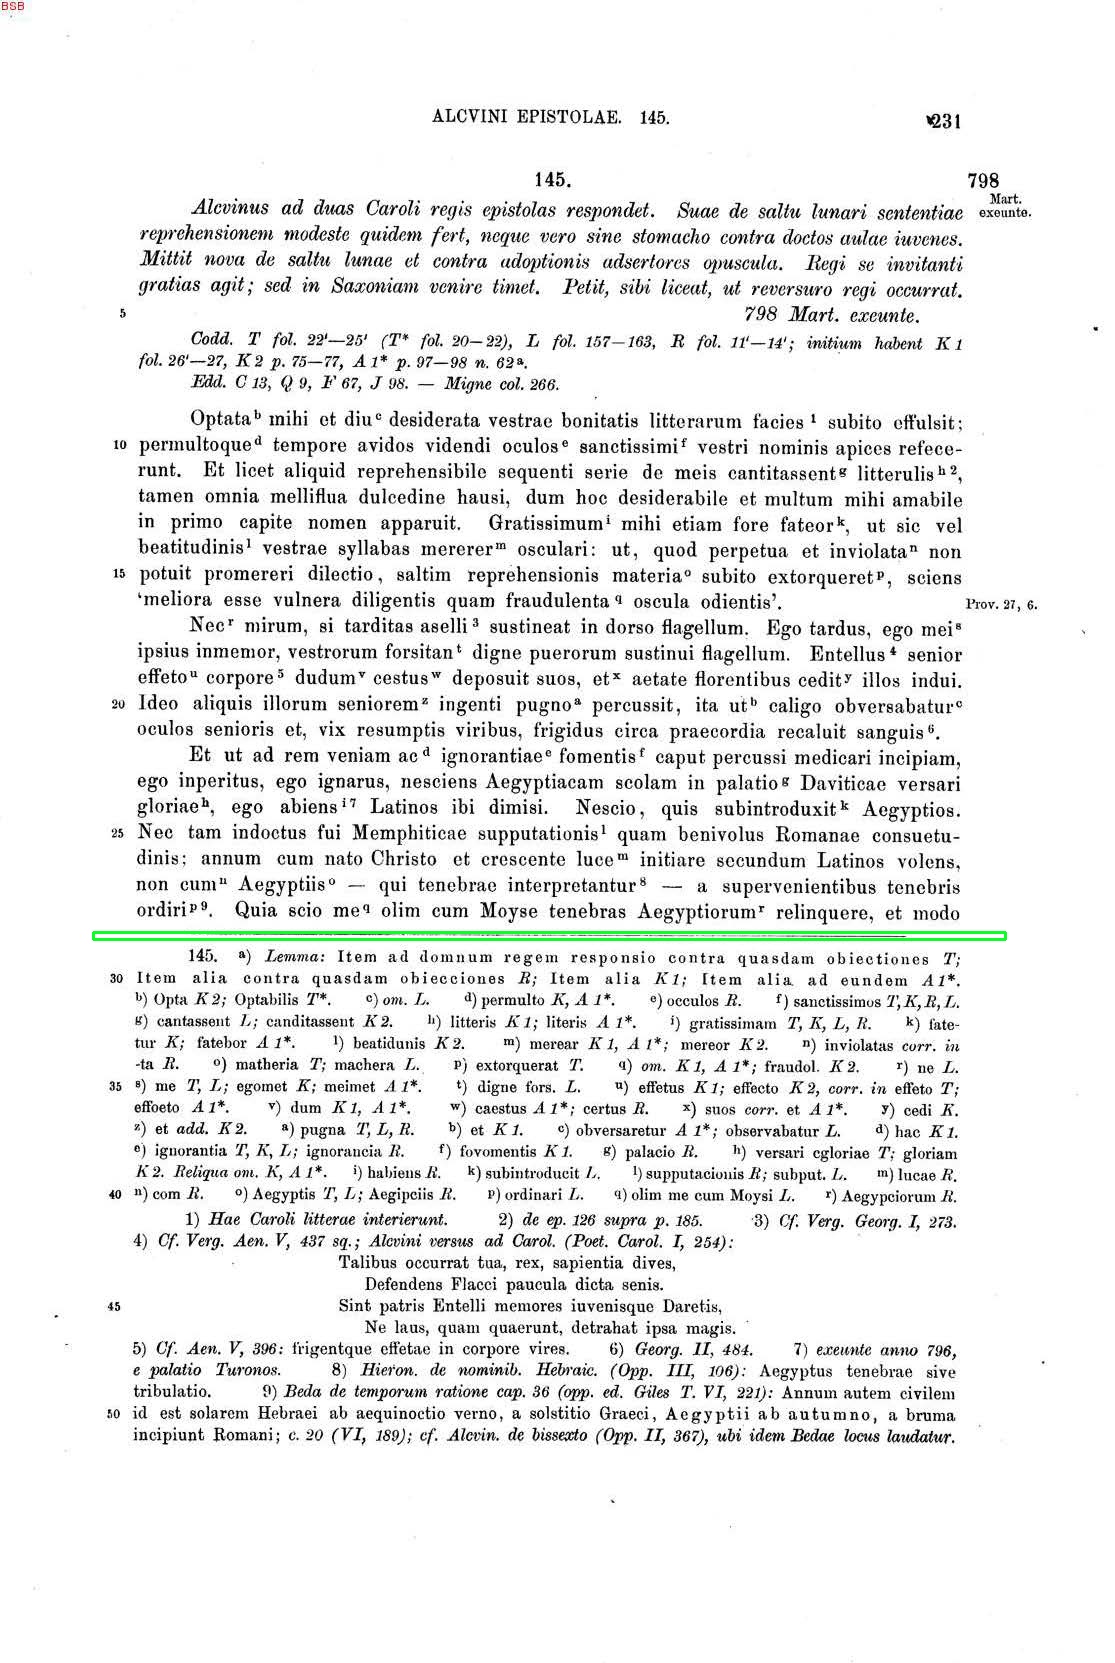 BSB
ALCVINI EPISTOLAE. 145. 231
145. 798
Alcvinus ad duas Caroli regis epistolas respondet. Suae de saltu lunari sententiae Mart. exeunte.
reprehensionem modeste quidem fert, neque vero sine stomacho contra doctos aulae iuvenes.
Mittit nova de saltu lunae et contra adoptionis adsertores opuscula. Regi se invitanti
gratias agit; sed in Saxoniam venire timet. Petit, sibi liceat, ut reversuro regi occurrat.
5 798 Mart. exeunte.
Codd. T fol. 22'—25' (T* fol. 20—22), L fol. 157—163, R fol. 11'—14'; initium habent K 1
fol. 26'—27, K 2 p. 75—77, A 1* p. 97—98 n. 62ª.
Edd. C 13, Q 9, F 67, J 98. — Migne col. 266.
Optata ᵇ mihi et diu ᶜ desiderata vestrae bonitatis litterarum facies ¹ subito effulsit;
10 permultoque ᵈ tempore avidos videndi oculos ᵉ sanctissimi ᶠ vestri nominis apices refece-
runt. Et licet aliquid reprehensibile sequenti serie de meis cantitassent ᵍ litterulis ʰ ²,
tamen omnia melliflua dulcedine hausi, dum hoc desiderabile et multum mihi amabile
in primo capite nomen apparuit. Gratissimum ⁱ mihi etiam fore fateor ᵏ, ut sic vel
beatitudinis ˡ vestrae syllabas mererer ᵐ osculari: ut, quod perpetua et inviolata ⁿ non
15 potuit promereri dilectio, saltim reprehensionis materia ᵒ subito extorqueret ᵖ, sciens
'meliora esse vulnera diligentis quam fraudulenta q oscula odientis'. Prov. 27, 6.
Nec ʳ mirum, si tarditas aselli ³ sustineat in dorso flagellum. Ego tardus, ego mei ˢ
ipsius inmemor, vestrorum forsitan ᵗ digne puerorum sustinui flagellum. Entellus ⁴ senior
effeto ᵘ corpore ⁵ dudum ᵛ cestus ʷ deposuit suos, et ˣ aetate florentibus cedit ʸ illos indui.
20 Ideo aliquis illorum seniorem ᶻ ingenti pugno ᵃ percussit, ita ut ᵇ caligo obversabatur ᶜ
oculos senioris et, vix resumptis viribus, frigidus circa praecordia recaluit sanguis ⁶.
Et ut ad rem veniam ac ᵈ ignorantiae ᵉ fomentis ᶠ caput percussi medicari incipiam,
ego inperitus, ego ignarus, nesciens Aegyptiacam scolam in palatio ᵍ Daviticae versari
gloriae ʰ, ego abiens ⁱ ⁷ Latinos ibi dimisi. Nescio, quis subintroduxit ᵏ Aegyptios.
25 Nec tam indoctus fui Memphiticae supputationis ˡ quam benivolus Romanae consuetu-
dinis; annum cum nato Christo et crescente luce ᵐ initiare secundum Latinos volens,
non cum ⁿ Aegyptiis ᵒ — qui tenebrae interpretantur ⁸ — a supervenientibus tenebris
ordiri ᵖ ⁹. Quia scio me q olim cum Moyse tenebras Aegyptiorum ʳ relinquere, et modo
145. a) Lemma: Item ad domnum regem responsio contra quasdam obiectiones T;
30 Item alia contra quasdam obiecciones R; Item alia K1; Item alia ad eundem A1*.
b) Opta K2; Optabilis T*. c) om. L. d) permulto K, A 1*. e) occulos R. f) sanctissimos T,K,R,L.
g) cantassent L; canditassent K2. h) litteris K1; literis A 1*. i) gratissimam T, K, L, R. k) fate-
tur K; fatebor A 1*. l) beatidunis K2. m) merear K 1, A 1*; mereor K2. n) inviolatas corr. in
-ta R. o) matheria T; machera L. p) extorquerat T. q) om. K1, A 1*; fraudol. K2. r) ne L.
35 s) me T, L; egomet K; meimet A 1*. t) digne fors. L. u) effetus K1; effecto K2, corr. in effeto T;
effoeto A1*. v) dum K1, A 1*. w) caestus A 1*; certus R. x) suos corr. et A 1*. y) cedi K.
z) et add. K2. a) pugna T, L, R. b) et K1. c) obversaretur A 1*; observabatur L. d) hac K1.
e) ignorantia T, K, L; ignorancia R. f) fovomentis K1. g) palacio R. h) versari cgloriae T; gloriam
K2. Reliqua om. K, A 1*. i) habiens R. k) subintroducit L. l) supputacionis R; subput. L. m) lucae R.
40 n) com R. o) Aegyptis T, L; Aegipciis R. p) ordinari L. q) olim me cum Moysi L. r) Aegypciorum R.
1) Hae Caroli litterae interierunt. 2) de ep. 126 supra p. 185. 3) Cf. Verg. Georg. I, 273.
4) Cf. Verg. Aen. V, 437 sq.; Alcvini versus ad Carol. (Poet. Carol. I, 254):
Talibus occurrat tua, rex, sapientia dives,
Defendens Flacci paucula dicta senis.
45 Sint patris Entelli memores iuvenisque Daretis,
Ne laus, quam quaerunt, detrahat ipsa magis.
5) Cf. Aen. V, 396: frigentque effetae in corpore vires. 6) Georg. II, 484. 7) exeunte anno 796,
e palatio Turonos. 8) Hieron. de nominib. Hebraic. (Opp. III, 106): Aegyptus tenebrae sive
tribulatio. 9) Beda de temporum ratione cap. 36 (opp. ed. Giles T. VI, 221): Annum autem civilem
50 id est solarem Hebraei ab aequinoctio verno, a solstitio Graeci, Aegyptii ab autumno, a bruma
incipiunt Romani; c. 20 (VI, 189); cf. Alcvin. de bissexto (Opp. II, 367), ubi idem Bedae locus laudatur.